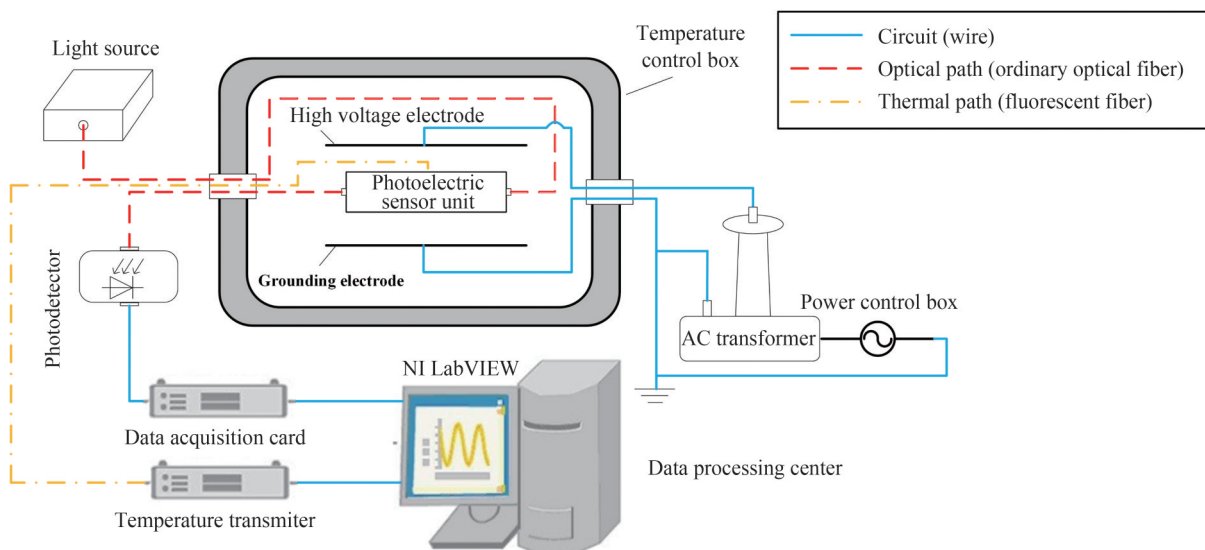 Light source
Temperature
control box
Circuit (wire)
Optical path (ordinary optical fiber)
Thermal path (fluorescent fiber)
High voltage electrode
Photoelectric
sensor unit
Grounding electrode
Photodetector
Power control box
AC transformer
NI LabVIEW
Data acquisition card
Data processing center
Temperature transmiter